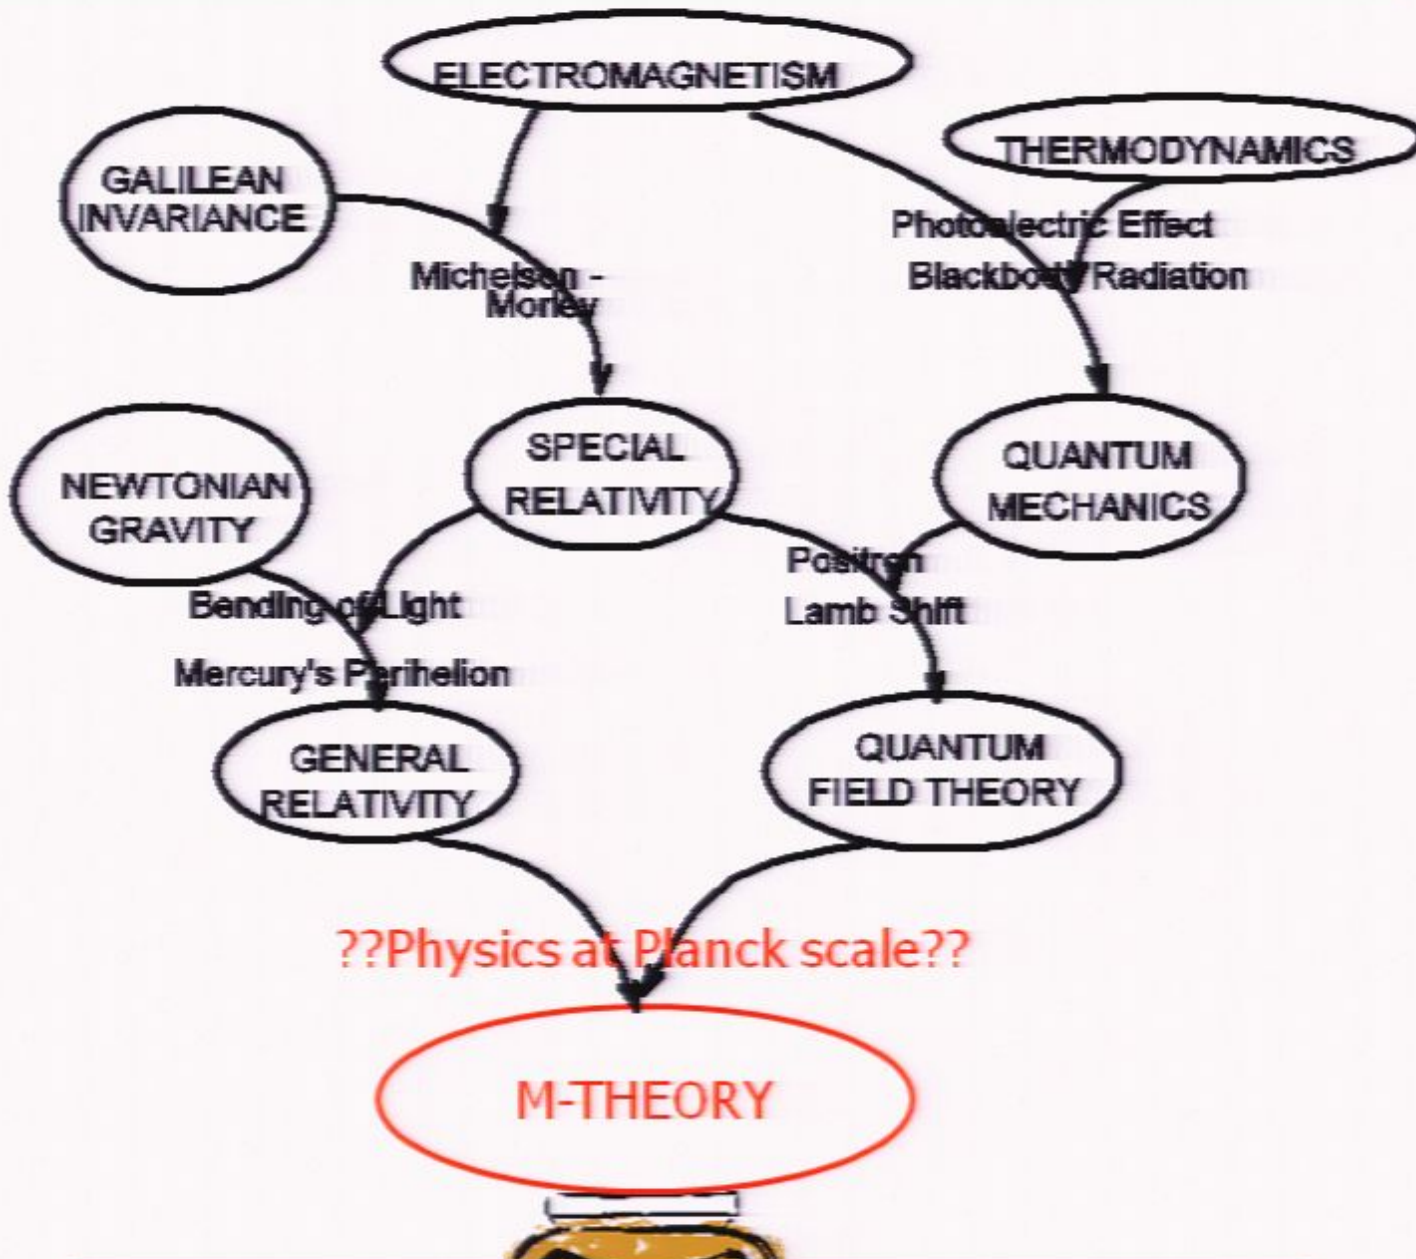 ELECTROMAGNETISM
THERMODYNAMICS
GALILEAN
INVARIANCE
Photoelectric Effect
Michelson -
Morley
Blackbody Radiation
SPECIAL
RELATIVITY
QUANTUM
MECHANICS
NEWTONIAN
GRAVITY
Positron
Lamb Shift
Bending of Light
Mercury's Perihelion
GENERAL
RELATIVITY
QUANTUM
FIELD THEORY
??Physics at Planck scale??
M-THEORY